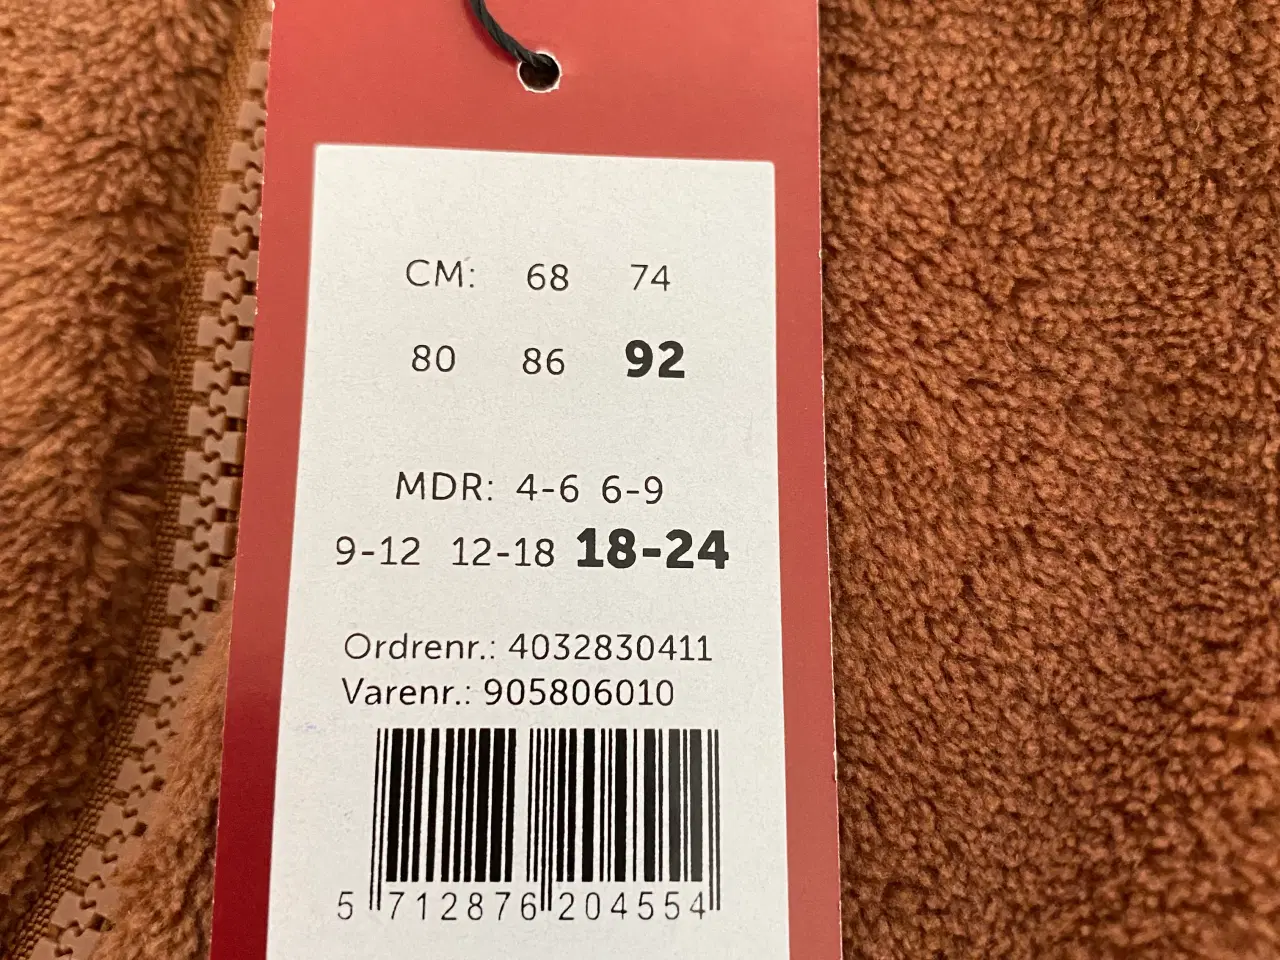 CM: 68 74
80 86 92
MDR: 4-6 6-9
9-12 12-18 18-24
Ordrenr.: 4032830411
Varenr.: 905806010
5 712876 204554